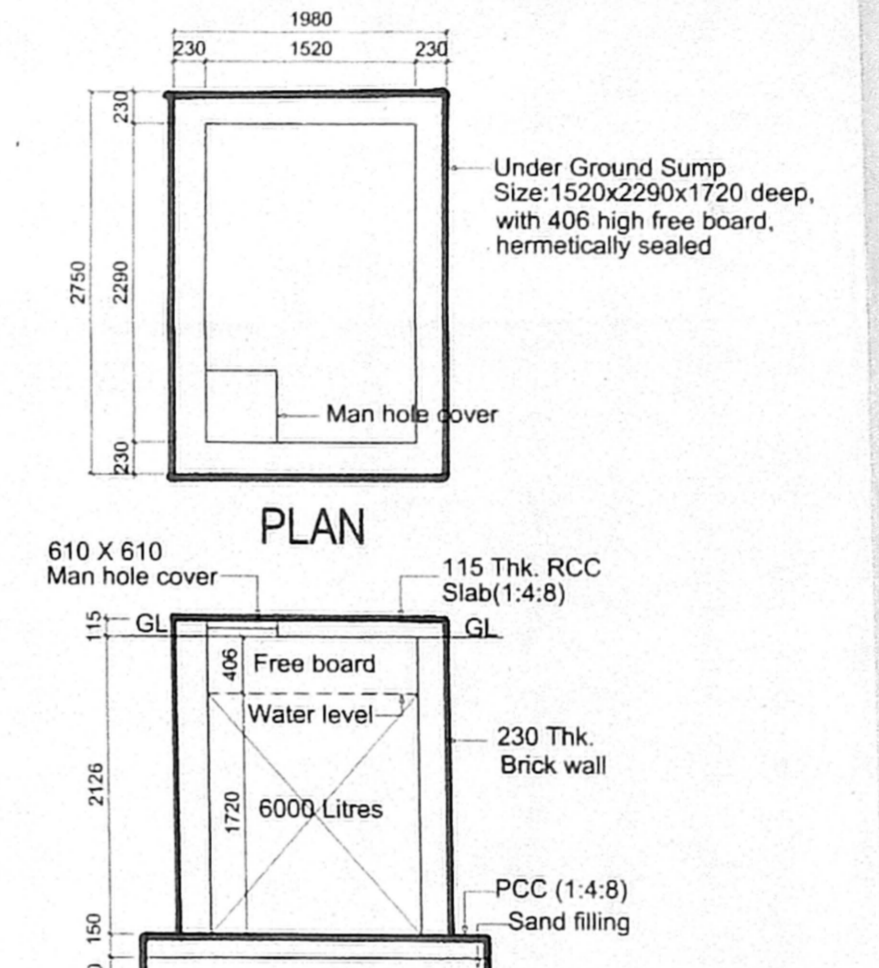 1980
230 1520 230
230
2750
2290
230
Under Ground Sump
Size:1520x2290x1720 deep,
with 406 high free board,
hermetically sealed
Man hole cover
PLAN
610 X 610
Man hole cover
115 Thk. RCC
Slab(1:4:8)
115
GL
GL
406
Free board
Water level
230 Thk.
Brick wall
2126
1720
6000 Litres
PCC (1:4:8)
Sand filling
150